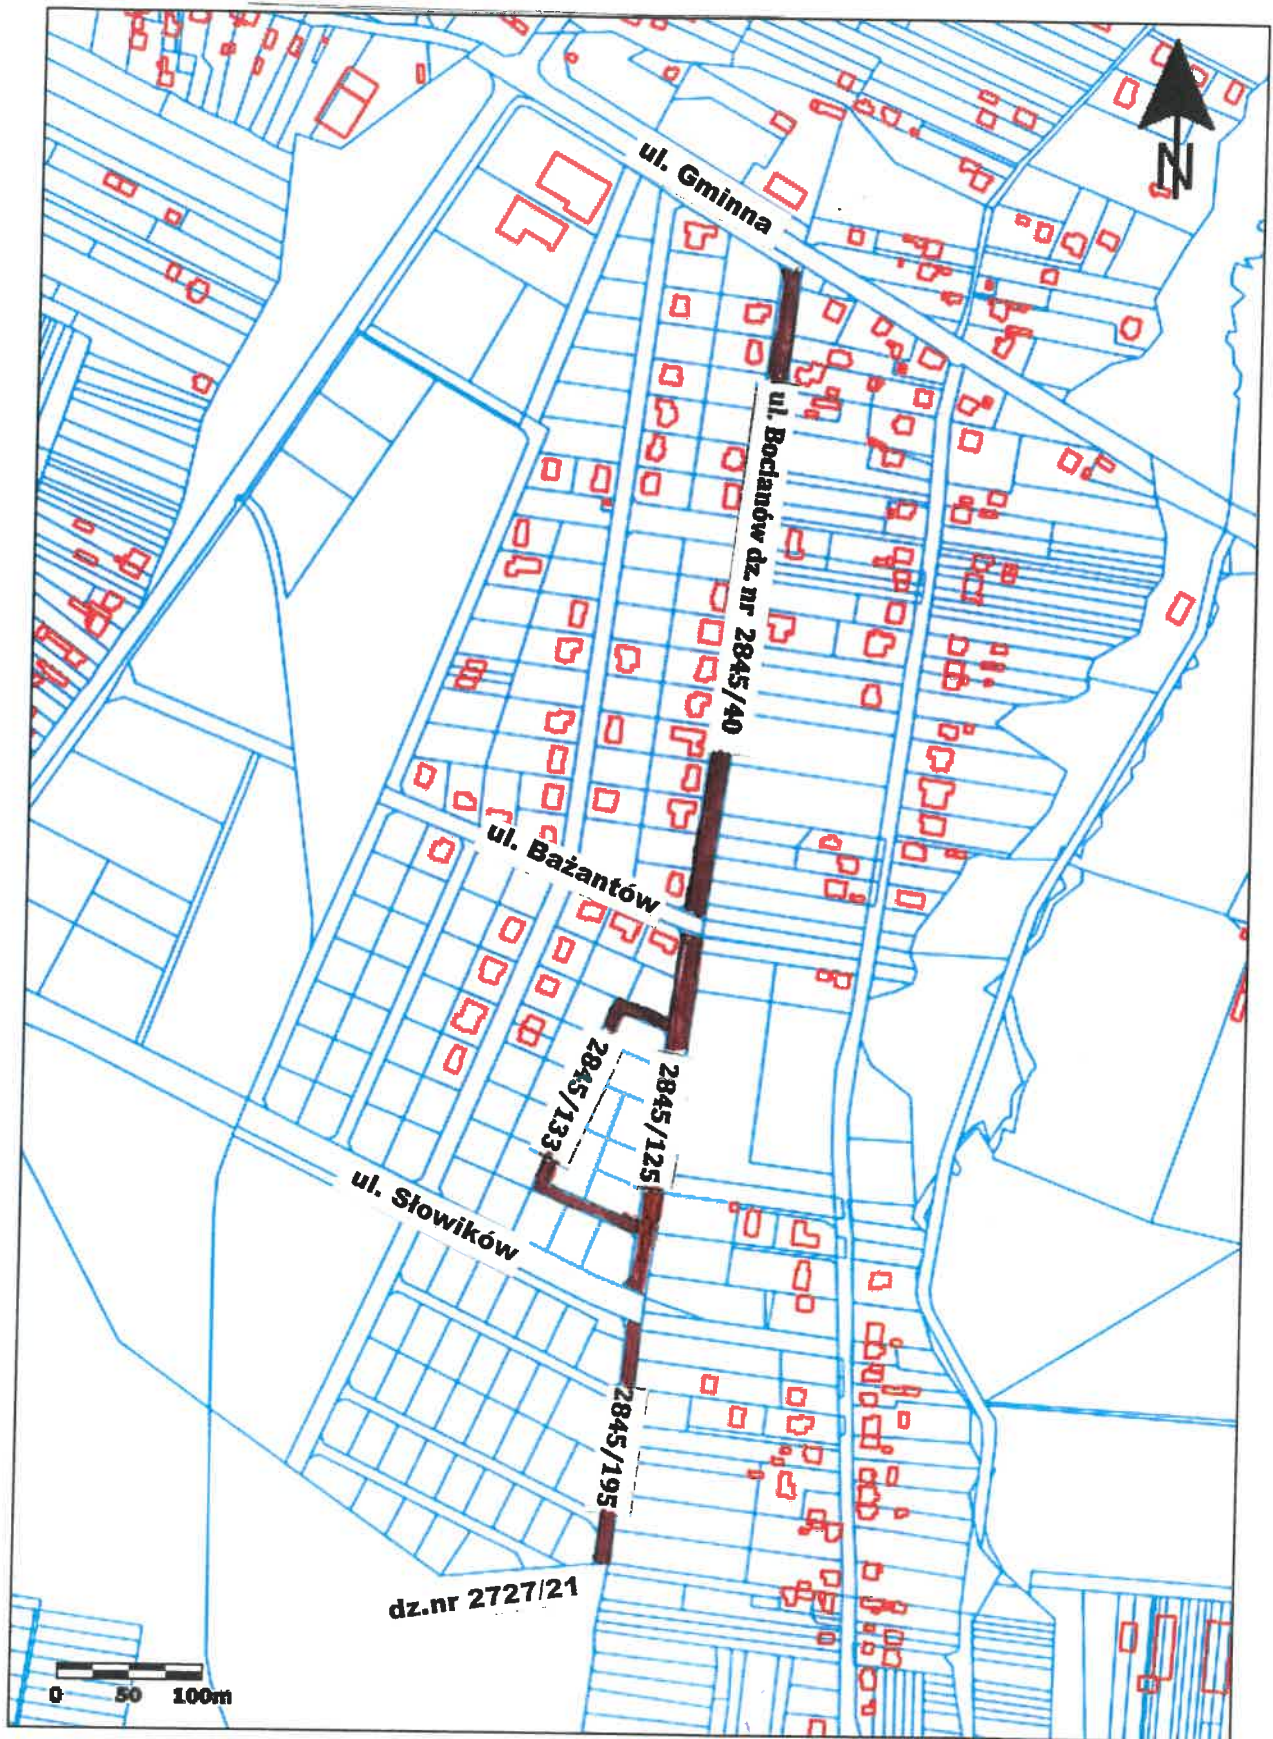 N
ul. Gminna
ul. Bocianów dz. nr 2845/40
ul. Bażantów
2845/133
2845/125
ul. Słowików
2845/195
dz.nr 2727/21
0 50 100m